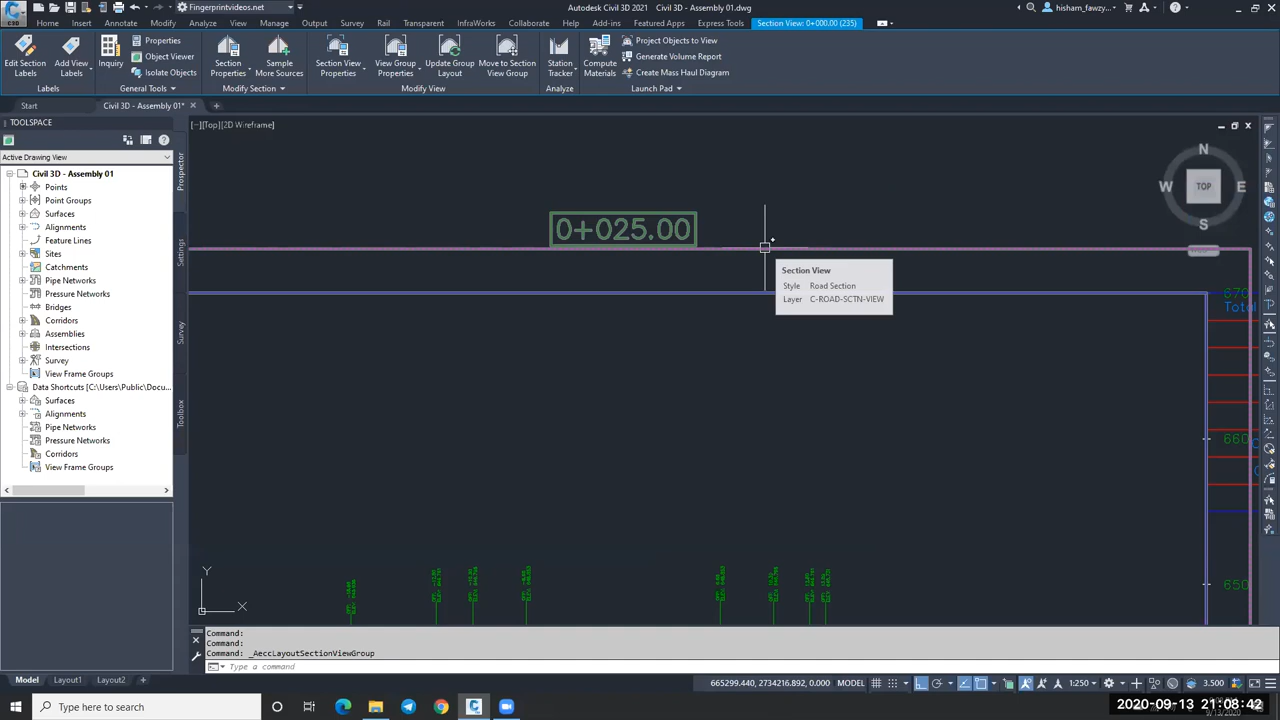 CSD
Fingerprintvideos.net
Autodesk Civil 3D 2021 Civil 3D - Assembly 01.dwg
hisham_fawzy...
Home
Insert
Annotate
Modify
Analyze
View
Manage
Output
Survey
Rail
Transparent
InfraWorks
Collaborate
Help
Add-ins
Featured Apps
Express Tools
Section View: 0+000.00 (235)
Edit Section Labels
Add View Labels
Labels
Inquiry
Properties
Object Viewer
Isolate Objects
General Tools
Section Properties
Sample More Sources
Modify Section
Section View Properties
View Group Properties
Update Group Layout
Move to Section View Group
Modify View
Station Tracker
Analyze
Compute Materials
Project Objects to View
Generate Volume Report
Create Mass Haul Diagram
Launch Pad
Start
Civil 3D - Assembly 01*
TOOLSPACE
Active Drawing View
Civil 3D - Assembly 01
Points
Point Groups
Surfaces
Alignments
Feature Lines
Sites
Catchments
Pipe Networks
Pressure Networks
Bridges
Corridors
Assemblies
Intersections
Survey
View Frame Groups
Data Shortcuts [C:\Users\Public\Docu...
Surfaces
Alignments
Pipe Networks
Pressure Networks
Corridors
View Frame Groups
Prospector
Settings
Survey
Toolbox
[−][Top][2D Wireframe]
0+025.00
N
W
TOP
E
S
Section View
Style Road Section
Layer C-ROAD-SCTN-VIEW
670
Total
660
650
Y
X
Command:
Command:
Command: _AeccLayoutSectionViewGroup
Type a command
Model
Layout1
Layout2
665299.440, 2734216.892, 0.000 MODEL
1:250
3.500
Type here to search
2020-09-13 17:08:42
9/13/2020